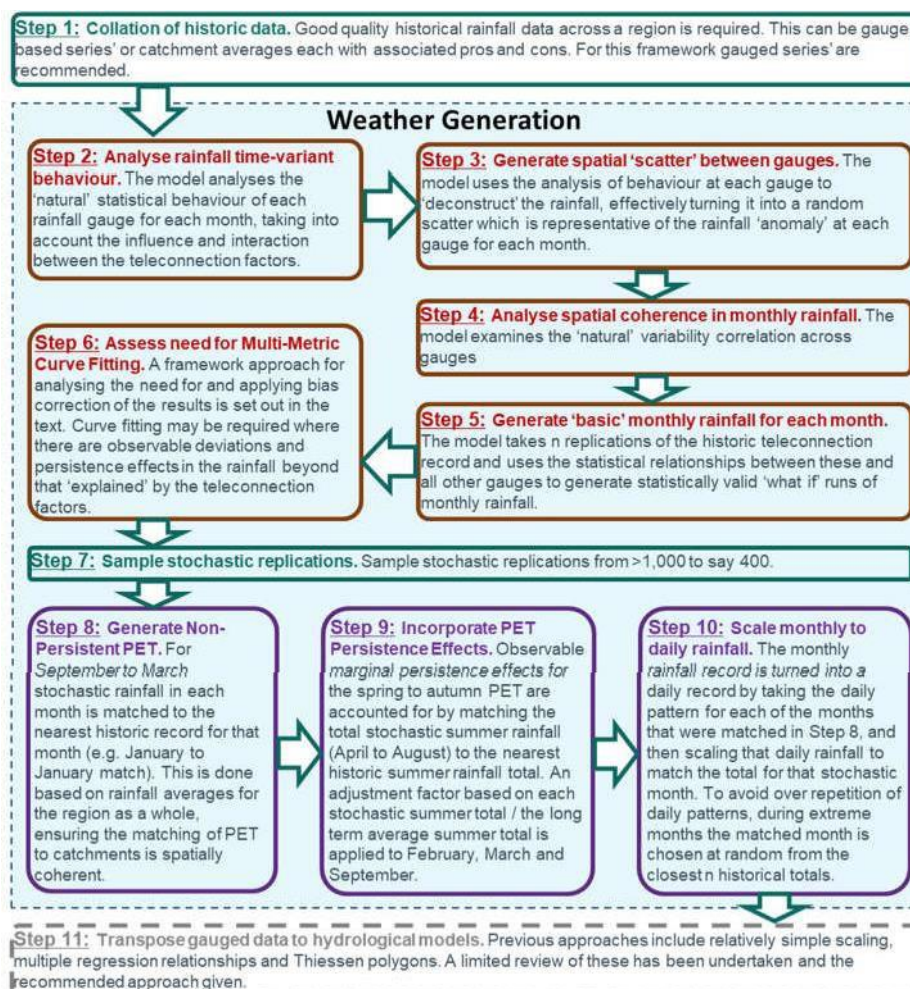 Step 1: Collation of historic data. Good quality historical rainfall data across a region is required. This can be gauge
based series' or catchment averages each with associated pros and cons. For this framework gauged series' are
recommended.
Weather Generation
Step 2: Analyse rainfall time-variant
behaviour. The model analyses the
'natural' statistical behaviour of each
rainfall gauge for each month, taking into
account the influence and interaction
between the teleconnection factors.
Step 3: Generate spatial 'scatter' between gauges. The
model uses the analysis of behaviour at each gauge to
'deconstruct' the rainfall, effectively turning it into a random
scatter which is representative of the rainfall 'anomaly' at each
gauge for each month.
Step 4: Analyse spatial coherence in monthly rainfall. The
model examines the 'natural' variability correlation across
gauges
Step 5: Generate 'basic' monthly rainfall for each month.
The model takes n replications of the historic teleconnection
record and uses the statistical relationships between these and
all other gauges to generate statistically valid 'what if' runs of
monthly rainfall.
Step 6: Assess need for Multi-Metric
Curve Fitting. A framework approach for
analysing the need for and applying bias
correction of the results is set out in the
text. Curve fitting may be required where
there are observable deviations and
persistence effects in the rainfall beyond
that 'explained' by the teleconnection
factors.
Step 7: Sample stochastic replications. Sample stochastic replications from >1,000 to say 400.
Step 8: Generate Non-
Persistent PET. For
September to March
stochastic rainfall in each
month is matched to the
nearest historic record for that
month (e.g. January to
January match). This is done
based on rainfall averages for
the region as a whole,
ensuring the matching of PET
to catchments is spatially
coherent.
Step 9: Incorporate PET
Persistence Effects. Observable
marginal persistence effects for
the spring to autumn PET are
accounted for by matching the
total stochastic summer rainfall
(April to August) to the nearest
historic summer rainfall total. An
adjustment factor based on each
stochastic summer total / the long
term average summer total is
applied to February, March and
September.
Step 10: Scale monthly to
daily rainfall. The monthly
rainfall record is turned into a
daily record by taking the daily
pattern for each of the months
that were matched in Step 8, and
then scaling that daily rainfall to
match the total for that stochastic
month. To avoid over repetition of
daily patterns, during extreme
months the matched month is
chosen at random from the
closest n historical totals.
Step 11: Transpose gauged data to hydrological models. Previous approaches include relatively simple scaling,
multiple regression relationships and Thiessen polygons. A limited review of these has been undertaken and the
recommended approach given.